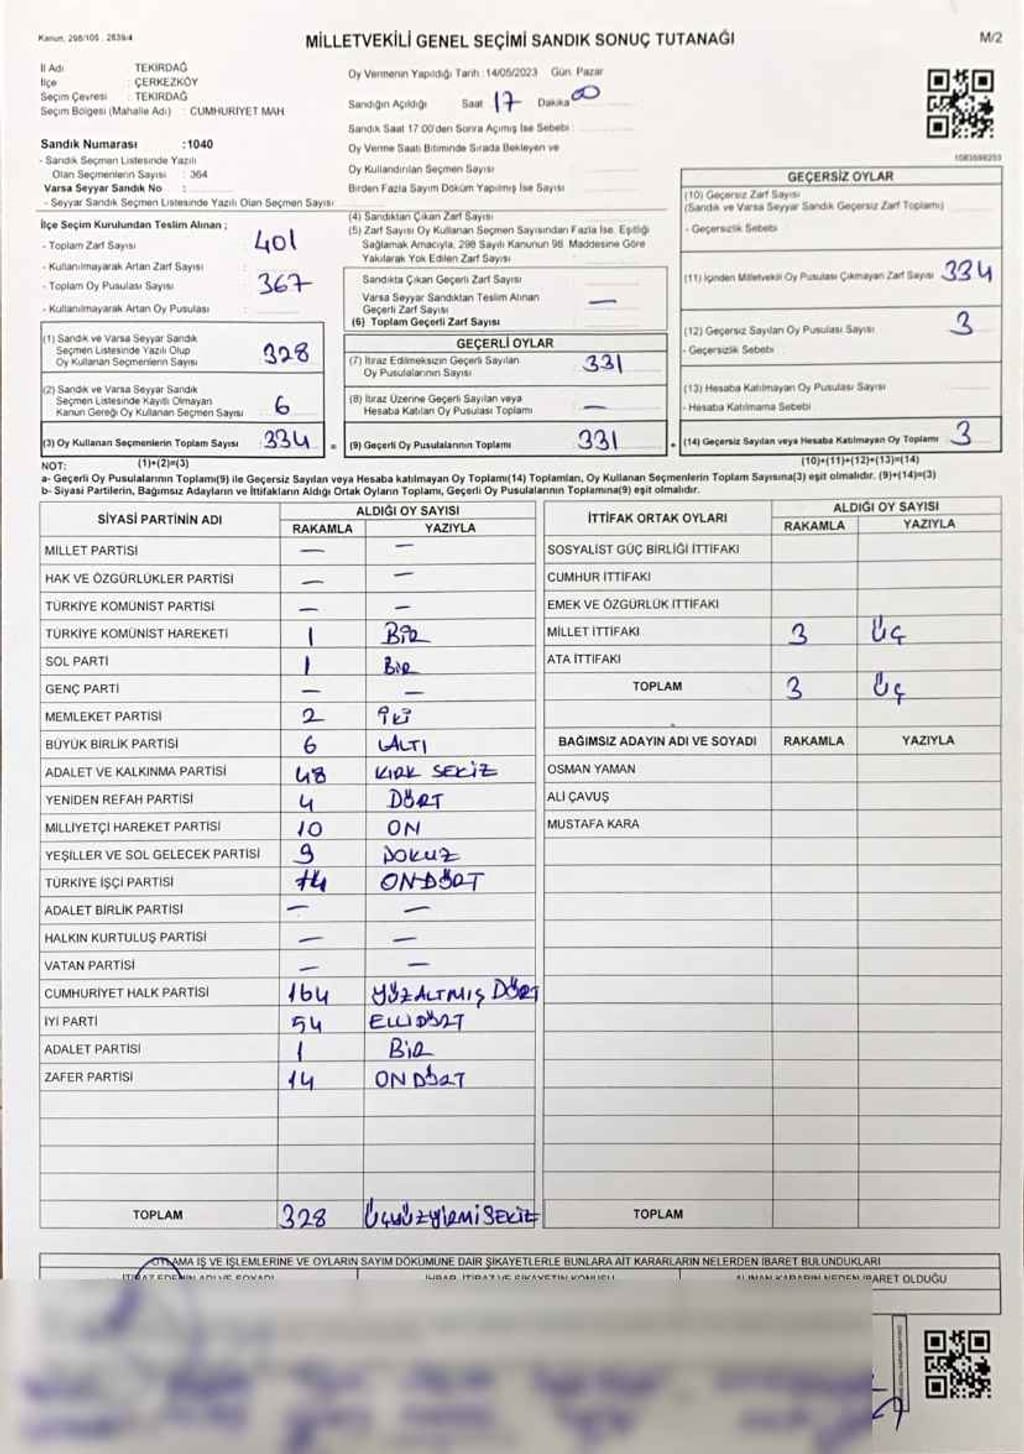 Kanun, 298/105 . 2839/4
MİLLETVEKİLİ GENEL SEÇİMİ SANDIK SONUÇ TUTANAĞI
M/2
İl Adı : TEKİRDAĞ
İlçe : ÇERKEZKÖY
Seçim Çevresi : TEKİRDAĞ
Seçim Bölgesi (Mahalle Adı) : CUMHURİYET MAH
Sandık Numarası :1040
- Sandık Seçmen Listesinde Yazılı
Olan Seçmenlerin Sayısı : 364
Varsa Seyyar Sandık No :
- Seyyar Sandık Seçmen Listesinde Yazılı Olan Seçmen Sayısı :
Oy Vermenin Yapıldığı Tarih :14/05/2023 Gün: Pazar
Sandığın Açıldığı Saat 17 Dakika 00
Sandık Saat 17:00'den Sonra Açılmış İse Sebebi :
Oy Verme Saati Bitiminde Sırada Bekleyen ve
Oy Kullandırılan Seçmen Sayısı
Birden Fazla Sayım Döküm Yapılmış İse Sayısı
İlçe Seçim Kurulundan Teslim Alınan ;
- Toplam Zarf Sayısı : 401
- Kullanılmayarak Artan Zarf Sayısı :
- Toplam Oy Pusulası Sayısı : 367
- Kullanılmayarak Artan Oy Pusulası :
(4) Sandıktan Çıkan Zarf Sayısı
(5) Zarf Sayısı Oy Kullanan Seçmen Sayısından Fazla İse, Eşitliği
Sağlamak Amacıyla, 298 Sayılı Kanunun 98. Maddesine Göre
Yakılarak Yok Edilen Zarf Sayısı
Sandıkta Çıkan Geçerli Zarf Sayısı
Varsa Seyyar Sandıktan Teslim Alınan
Geçerli Zarf Sayısı —
(6) Toplam Geçerli Zarf Sayısı
GEÇERSİZ OYLAR
(10) Geçersiz Zarf Sayısı
(Sandık ve Varsa Seyyar Sandık Geçersiz Zarf Toplamı)
- Geçersizlik Sebebi
(11) İçinden Milletvekili Oy Pusulası Çıkmayan Zarf Sayısı 334
(12) Geçersiz Sayılan Oy Pusulası Sayısı 3
- Geçersizlik Sebebi
(13) Hesaba Katılmayan Oy Pusulası Sayısı
- Hesaba Katılmama Sebebi
(14) Geçersiz Sayılan veya Hesaba Katılmayan Oy Toplamı 3
(10)+(11)+(12)+(13)=(14)
(1) Sandık ve Varsa Seyyar Sandık
Seçmen Listesinde Yazılı Olup
Oy Kullanan Seçmenlerin Sayısı 328
(2) Sandık ve Varsa Seyyar Sandık
Seçmen Listesinde Kayıtlı Olmayan
Kanun Gereği Oy Kullanan Seçmen Sayısı 6
(3) Oy Kullanan Seçmenlerin Toplam Sayısı 334
(1)+(2)=(3)
GEÇERLİ OYLAR
(7) İtiraz Edilmeksizin Geçerli Sayılan
Oy Pusulalarının Sayısı 331
(8) İtiraz Üzerine Geçerli Sayılan veya
Hesaba Katılan Oy Pusulası Toplamı —
(9) Geçerli Oy Pusulalarının Toplamı 331
NOT:
a- Geçerli Oy Pusulalarının Toplamı(9) ile Geçersiz Sayılan veya Hesaba katılmayan Oy Toplamı(14) Toplamları, Oy Kullanan Seçmenlerin Toplam Sayısına(3) eşit olmalıdır. (9)+(14)=(3)
b- Siyasi Partilerin, Bağımsız Adayların ve İttifakların Aldığı Ortak Oyların Toplamı, Geçerli Oy Pusulalarının Toplamına(9) eşit olmalıdır.
SİYASİ PARTİNİN ADI ALDIĞI OY SAYISI
RAKAMLA YAZIYLA
MİLLET PARTİSİ — —
HAK VE ÖZGÜRLÜKLER PARTİSİ — —
TÜRKİYE KOMÜNİST PARTİSİ — —
TÜRKİYE KOMÜNİST HAREKETİ 1 BİR
SOL PARTİ 1 BİR
GENÇ PARTİ — —
MEMLEKET PARTİSİ 2 İKİ
BÜYÜK BİRLİK PARTİSİ 6 ALTI
ADALET VE KALKINMA PARTİSİ 48 KIRK SEKİZ
YENİDEN REFAH PARTİSİ 4 DÖRT
MİLLİYETÇİ HAREKET PARTİSİ 10 ON
YEŞİLLER VE SOL GELECEK PARTİSİ 9 DOKUZ
TÜRKİYE İŞÇİ PARTİSİ 14 ONDÖRT
ADALET BİRLİK PARTİSİ — —
HALKIN KURTULUŞ PARTİSİ — —
VATAN PARTİSİ — —
CUMHURİYET HALK PARTİSİ 164 YÜZALTMIŞ DÖRT
İYİ PARTİ 54 ELLİDÖRT
ADALET PARTİSİ 1 BİR
ZAFER PARTİSİ 14 ONDÖRT
TOPLAM 328 ÜÇYÜZYİRMİSEKİZ
İTTİFAK ORTAK OYLARI ALDIĞI OY SAYISI
RAKAMLA YAZIYLA
SOSYALİST GÜÇ BİRLİĞİ İTTİFAKI
CUMHUR İTTİFAKI
EMEK VE ÖZGÜRLÜK İTTİFAKI
MİLLET İTTİFAKI 3 ÜÇ
ATA İTTİFAKI
TOPLAM 3 ÜÇ
BAĞIMSIZ ADAYIN ADI VE SOYADI RAKAMLA YAZIYLA
OSMAN YAMAN
ALİ ÇAVUŞ
MUSTAFA KARA
TOPLAM
OYLAMA İŞ VE İŞLEMLERİNE VE OYLARIN SAYIM DÖKÜMÜNE DAİR ŞİKAYETLERLE BUNLARA AİT KARARLARIN NELERDEN İBARET BULUNDUKLARI